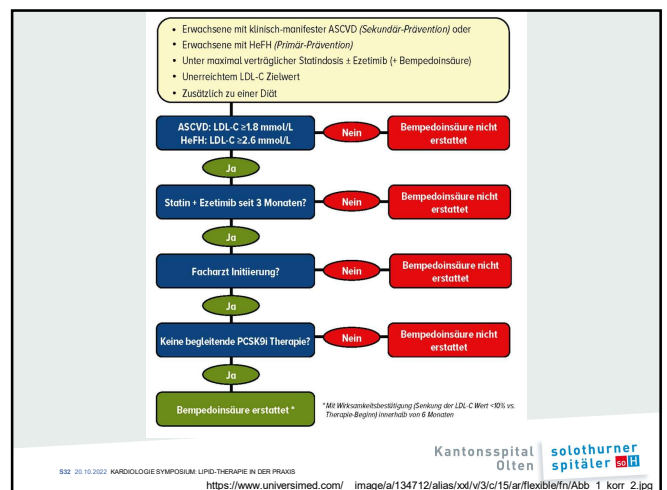 • Erwachsene mit klinisch-manifester ASCVD (Sekundär-Prävention) oder
• Erwachsene mit HeFH (Primär-Prävention)
• Unter maximal verträglicher Statindosis ± Ezetimib (+ Bempedoinsäure)
• Unerreichtem LDL-C Zielwert
• Zusätzlich zu einer Diät
ASCVD: LDL-C ≥1.8 mmol/L
HeFH: LDL-C ≥2.6 mmol/L
Nein
Bempedoinsäure nicht
erstattet
Ja
Statin + Ezetimib seit 3 Monaten?
Nein
Bempedoinsäure nicht
erstattet
Ja
Facharzt Initiierung?
Nein
Bempedoinsäure nicht
erstattet
Ja
Keine begleitende PCSK9i Therapie?
Nein
Bempedoinsäure nicht
erstattet
Ja
Bempedoinsäure erstattet *
*Mit Wirksamkeitsbestätigung (Senkung der LDL-C Wert <10% vs.
Therapie-Beginn) innerhalb von 6 Monaten
Kantonsspital
Olten
solothurner
spitäler soH
S32 20.10.2022 KARDIOLOGIE SYMPOSIUM: LIPID-THERAPIE IN DER PRAXIS
https://www.universimed.com/__image/a/134712/alias/xxl/v/3/c/15/ar/flexible/fn/Abb_1_korr_2.jpg